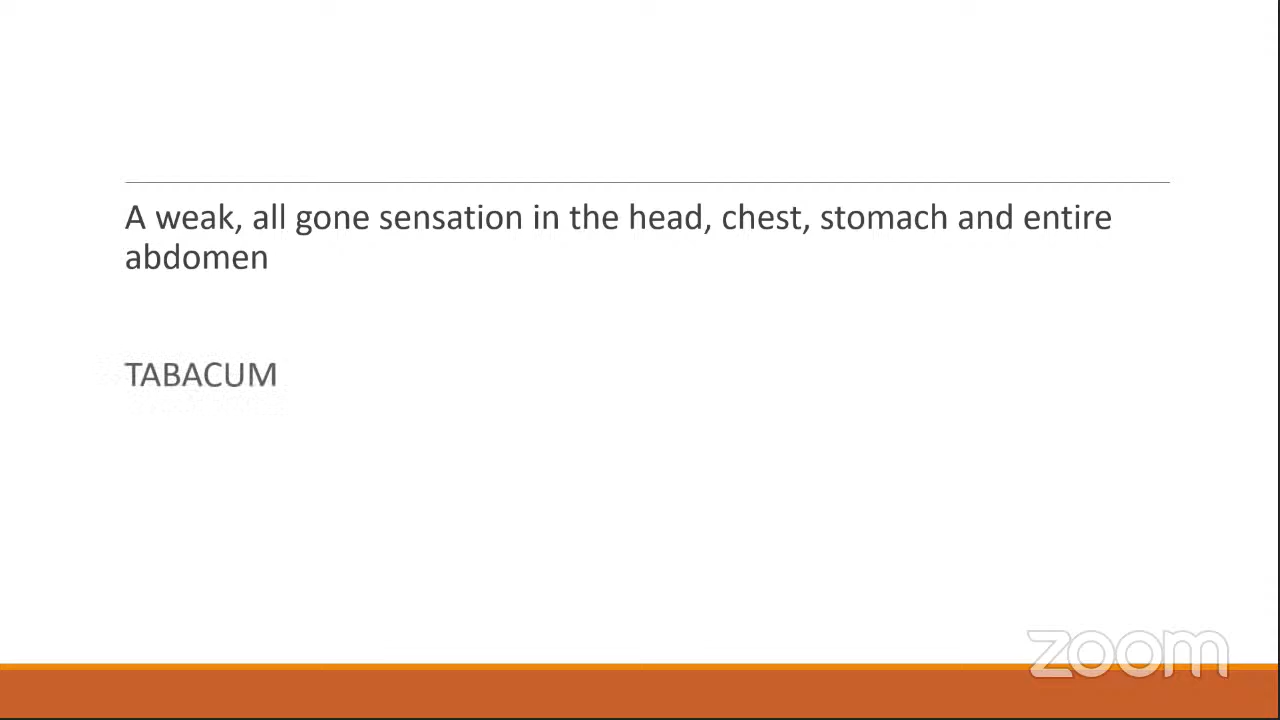 A weak, all gone sensation in the head, chest, stomach and entire
abdomen
TABACUM
zoom